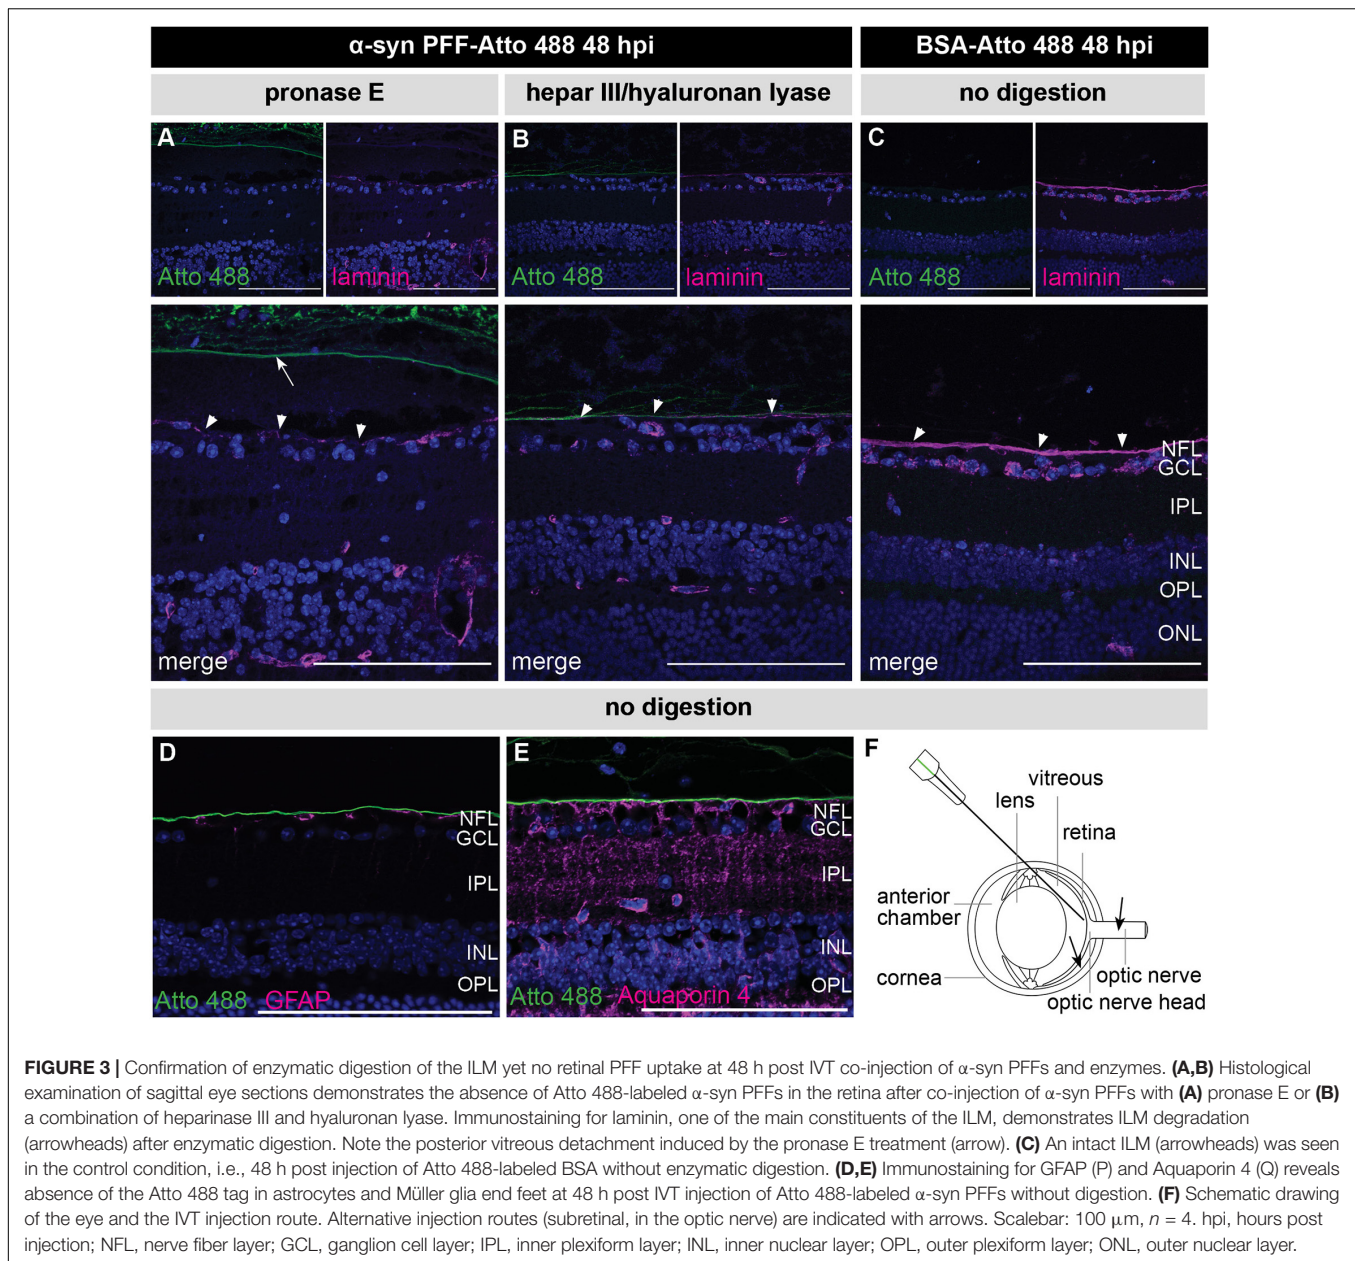 α-syn PFF-Atto 488 48 hpi
BSA-Atto 488 48 hpi
pronase E
hepar III/hyaluronan lyase
no digestion
A
B
C
Atto 488
laminin
Atto 488
laminin
Atto 488
laminin
NFL
GCL
IPL
INL
OPL
ONL
merge
merge
merge
no digestion
D
E
F
NFL
GCL
IPL
INL
OPL
Atto 488
GFAP
NFL
GCL
IPL
INL
OPL
Atto 488
Aquaporin 4
vitreous
lens
retina
anterior
chamber
cornea
optic nerve
optic nerve head
FIGURE 3 | Confirmation of enzymatic digestion of the ILM yet no retinal PFF uptake at 48 h post IVT co-injection of α-syn PFFs and enzymes. (A,B) Histological
examination of sagittal eye sections demonstrates the absence of Atto 488-labeled α-syn PFFs in the retina after co-injection of α-syn PFFs with (A) pronase E or (B)
a combination of heparinase III and hyaluronan lyase. Immunostaining for laminin, one of the main constituents of the ILM, demonstrates ILM degradation
(arrowheads) after enzymatic digestion. Note the posterior vitreous detachment induced by the pronase E treatment (arrow). (C) An intact ILM (arrowheads) was seen
in the control condition, i.e., 48 h post injection of Atto 488-labeled BSA without enzymatic digestion. (D,E) Immunostaining for GFAP (P) and Aquaporin 4 (Q) reveals
absence of the Atto 488 tag in astrocytes and Müller glia end feet at 48 h post IVT injection of Atto 488-labeled α-syn PFFs without digestion. (F) Schematic drawing
of the eye and the IVT injection route. Alternative injection routes (subretinal, in the optic nerve) are indicated with arrows. Scalebar: 100 μm, n = 4. hpi, hours post
injection; NFL, nerve fiber layer; GCL, ganglion cell layer; IPL, inner plexiform layer; INL, inner nuclear layer; OPL, outer plexiform layer; ONL, outer nuclear layer.